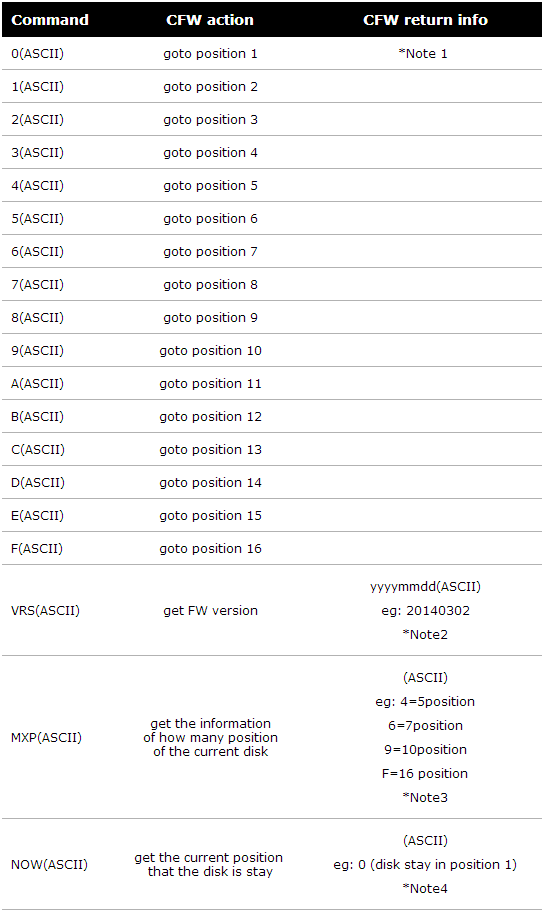 Command CFW action CFW return info
0(ASCII) goto position 1 *Note 1
1(ASCII) goto position 2
2(ASCII) goto position 3
3(ASCII) goto position 4
4(ASCII) goto position 5
5(ASCII) goto position 6
6(ASCII) goto position 7
7(ASCII) goto position 8
8(ASCII) goto position 9
9(ASCII) goto position 10
A(ASCII) goto position 11
B(ASCII) goto position 12
C(ASCII) goto position 13
D(ASCII) goto position 14
E(ASCII) goto position 15
F(ASCII) goto position 16
VRS(ASCII)
get FW version
yyyymmdd(ASCII)
eg: 20140302
*Note2
MXP(ASCII)
get the information
of how many position
of the current disk
(ASCII)
eg: 4=5position
6=7position
9=10position
F=16 position
*Note3
NOW(ASCII)
get the current position
that the disk is stay
(ASCII)
eg: 0 (disk stay in position 1)
*Note4